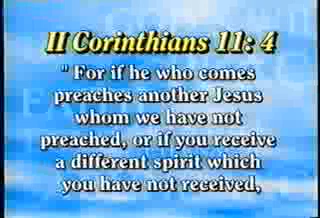 II Corinthians 11: 4
" For if he who comes
preaches another Jesus
whom we have not
preached, or if you receive
a different spirit which
you have not received,